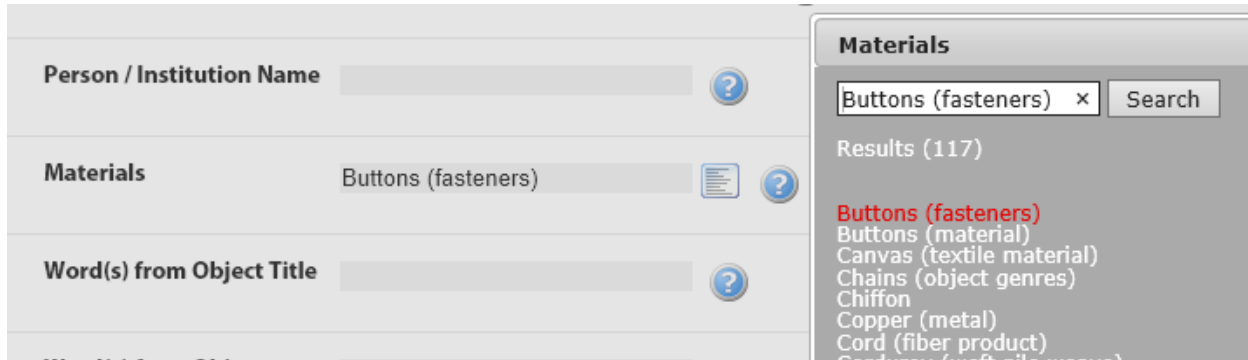 Person / Institution Name
Materials
Buttons (fasteners)
Word(s) from Object Title
Materials
Buttons (fasteners) ×
Search
Results (117)
Buttons (fasteners)
Buttons (material)
Canvas (textile material)
Chains (object genres)
Chiffon
Copper (metal)
Cord (fiber product)